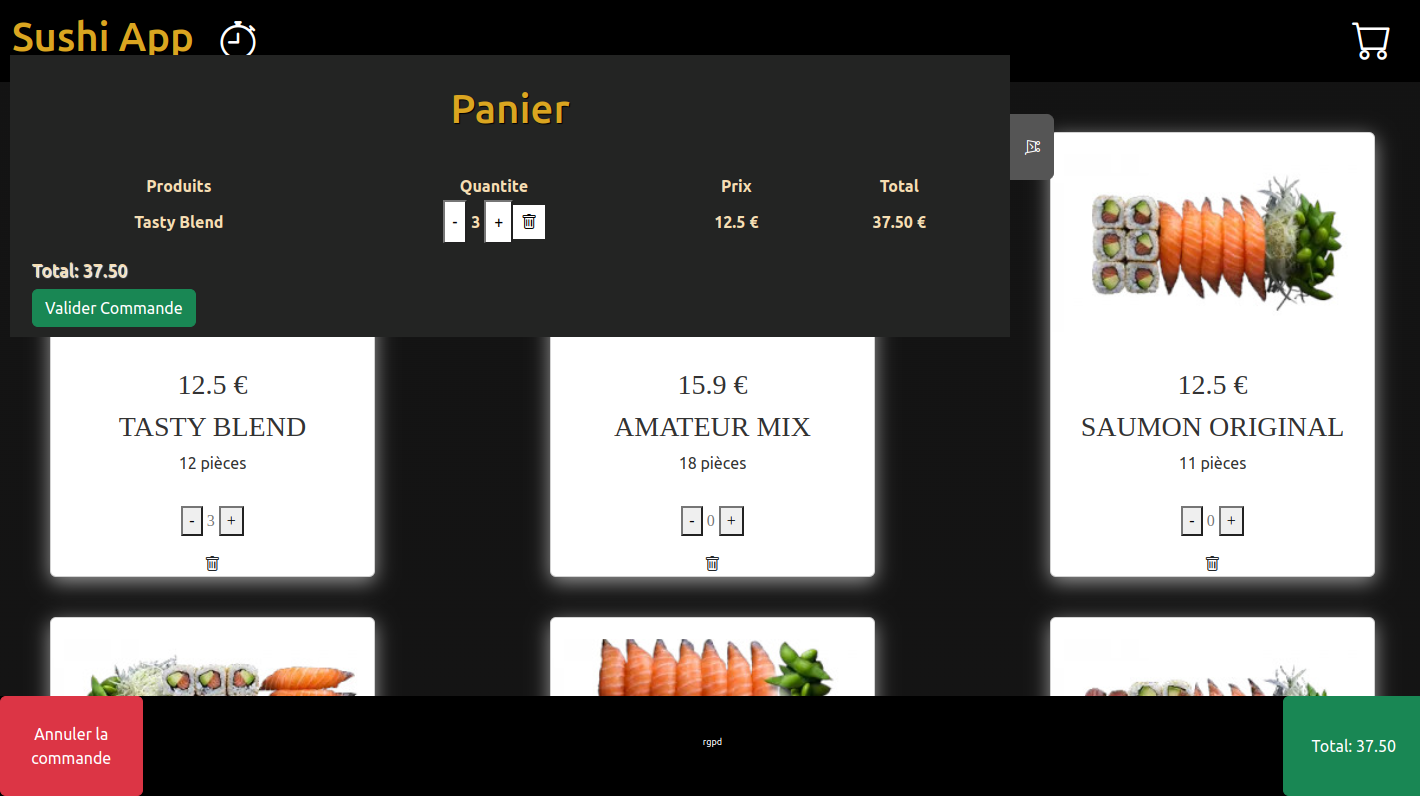 Sushi App
Panier
Produits Quantite Prix Total
Tasty Blend - 3 + 12.5 € 37.50 €
Total: 37.50
Valider Commande
12.5 €
TASTY BLEND
12 pièces
- 3 +
15.9 €
AMATEUR MIX
18 pièces
- 0 +
12.5 €
SAUMON ORIGINAL
11 pièces
- 0 +
Annuler la
commande
rgpd
Total: 37.50